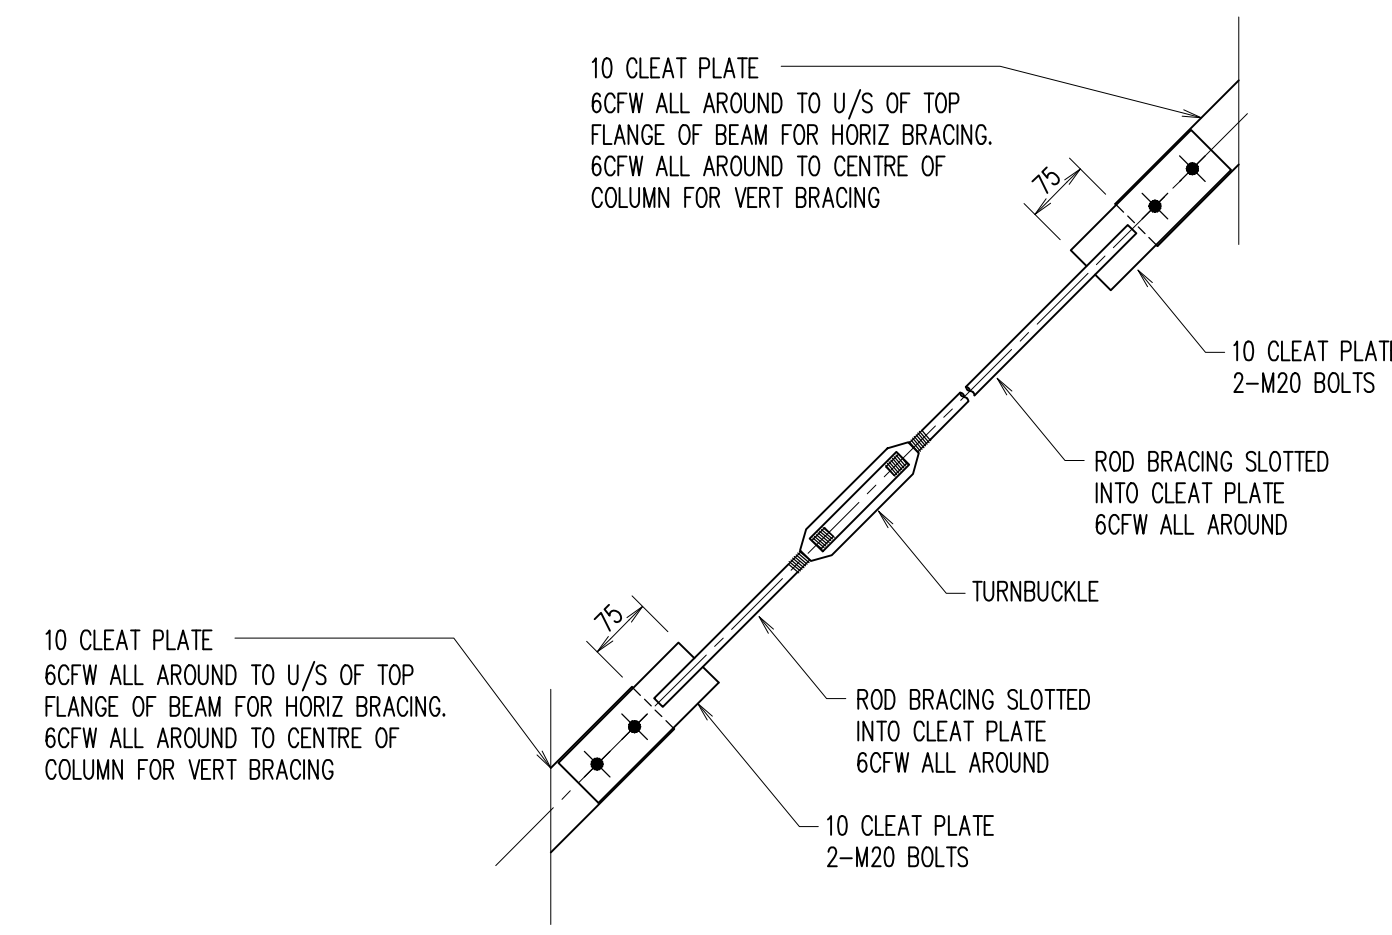 10 CLEAT PLATE
6CFW ALL AROUND TO U/S OF TOP
FLANGE OF BEAM FOR HORIZ BRACING.
6CFW ALL AROUND TO CENTRE OF
COLUMN FOR VERT BRACING
75
10 CLEAT PLATE
2-M20 BOLTS
ROD BRACING SLOTTED
INTO CLEAT PLATE
6CFW ALL AROUND
TURNBUCKLE
75
10 CLEAT PLATE
6CFW ALL AROUND TO U/S OF TOP
FLANGE OF BEAM FOR HORIZ BRACING.
6CFW ALL AROUND TO CENTRE OF
COLUMN FOR VERT BRACING
ROD BRACING SLOTTED
INTO CLEAT PLATE
6CFW ALL AROUND
10 CLEAT PLATE
2-M20 BOLTS